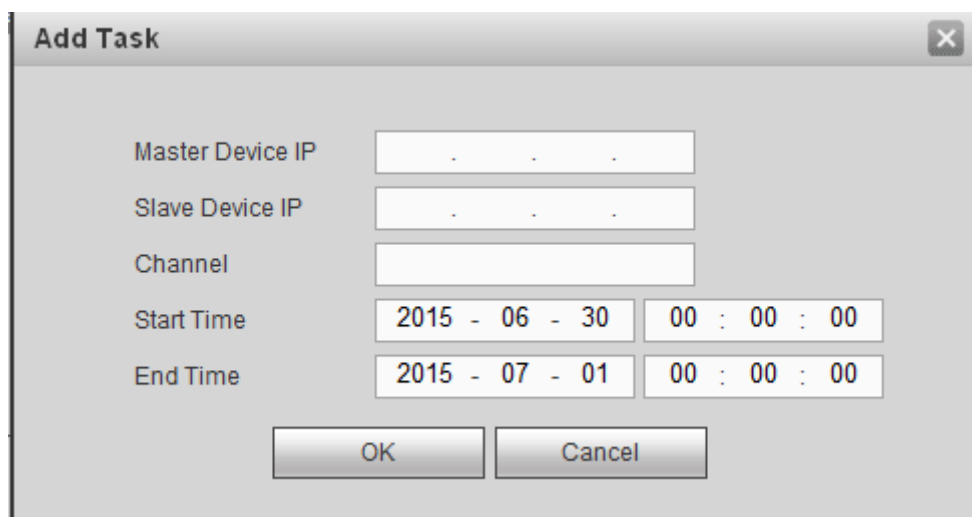 Add Task
Master Device IP . . .
Slave Device IP . . .
Channel
Start Time 2015 - 06 - 30 00 : 00 : 00
End Time 2015 - 07 - 01 00 : 00 : 00
OK Cancel